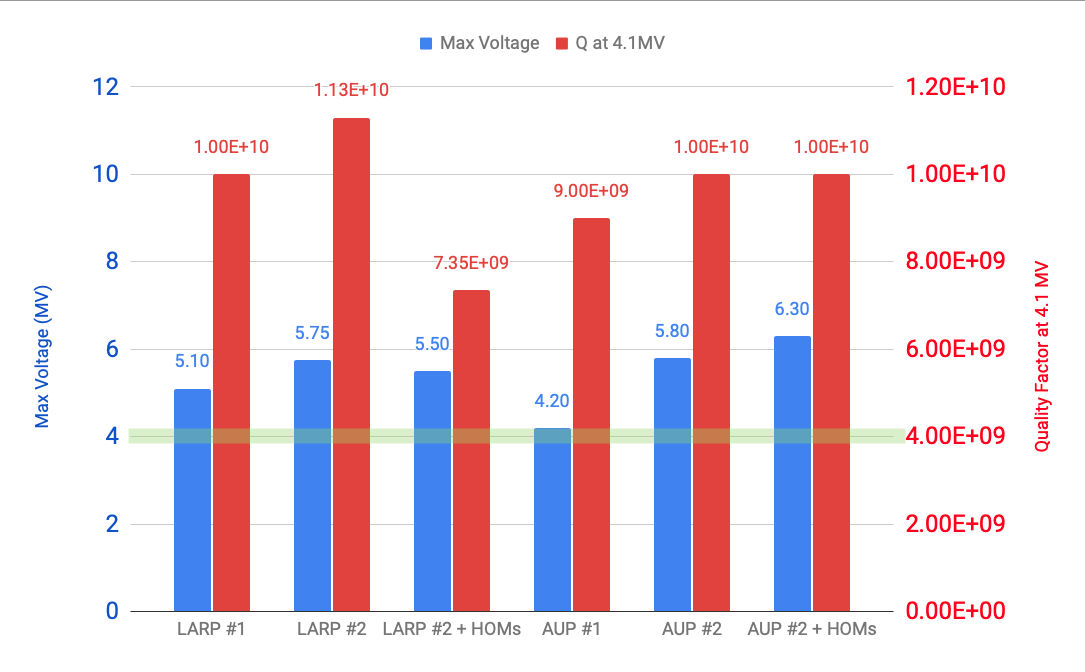 Max Voltage Q at 4.1MV
12 1.20E+10
1.13E+10
1.00E+10 1.00E+10 1.00E+10
10 1.00E+10
9.00E+09
8 7.35E+09 8.00E+09
6.30
5.75 5.80
5.50
6 6.00E+09
5.10
4.20
4 4.00E+09
2 2.00E+09
0 0.00E+00
LARP #1 LARP #2 LARP #2 + HOMs AUP #1 AUP #2 AUP #2 + HOMs
Max Voltage (MV)
Quality Factor at 4.1 MV